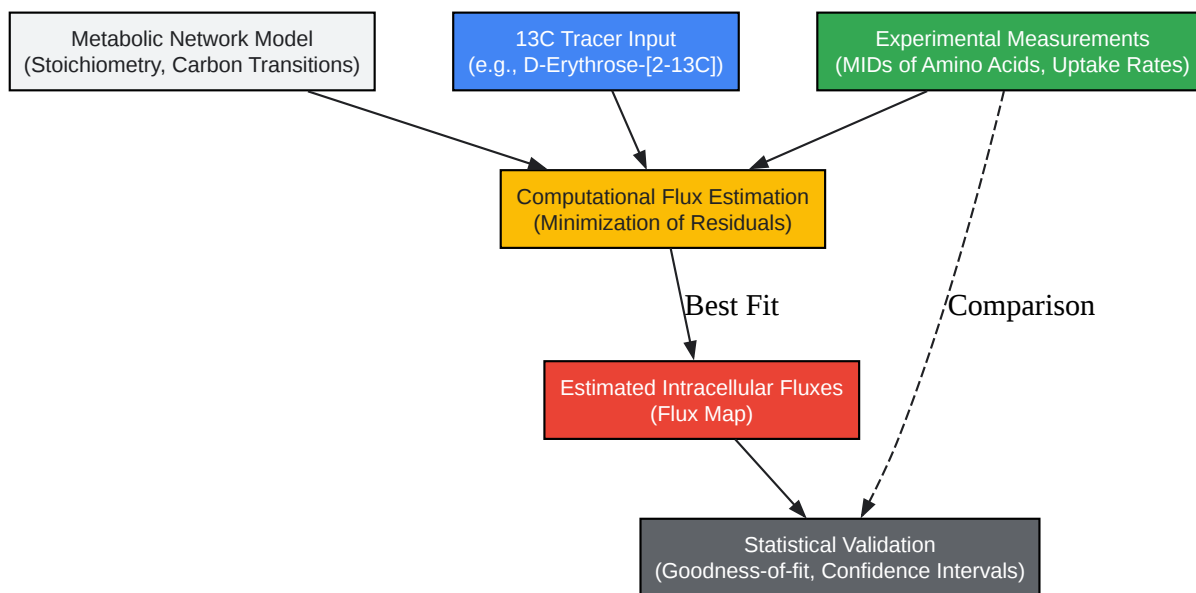 Metabolic Network Model
(Stoichiometry, Carbon Transitions)
13C Tracer Input
(e.g., D-Erythrose-[2-13C])
Experimental Measurements
(MIDs of Amino Acids, Uptake Rates)
Computational Flux Estimation
(Minimization of Residuals)
Best Fit
Comparison
Estimated Intracellular Fluxes
(Flux Map)
Statistical Validation
(Goodness-of-fit, Confidence Intervals)